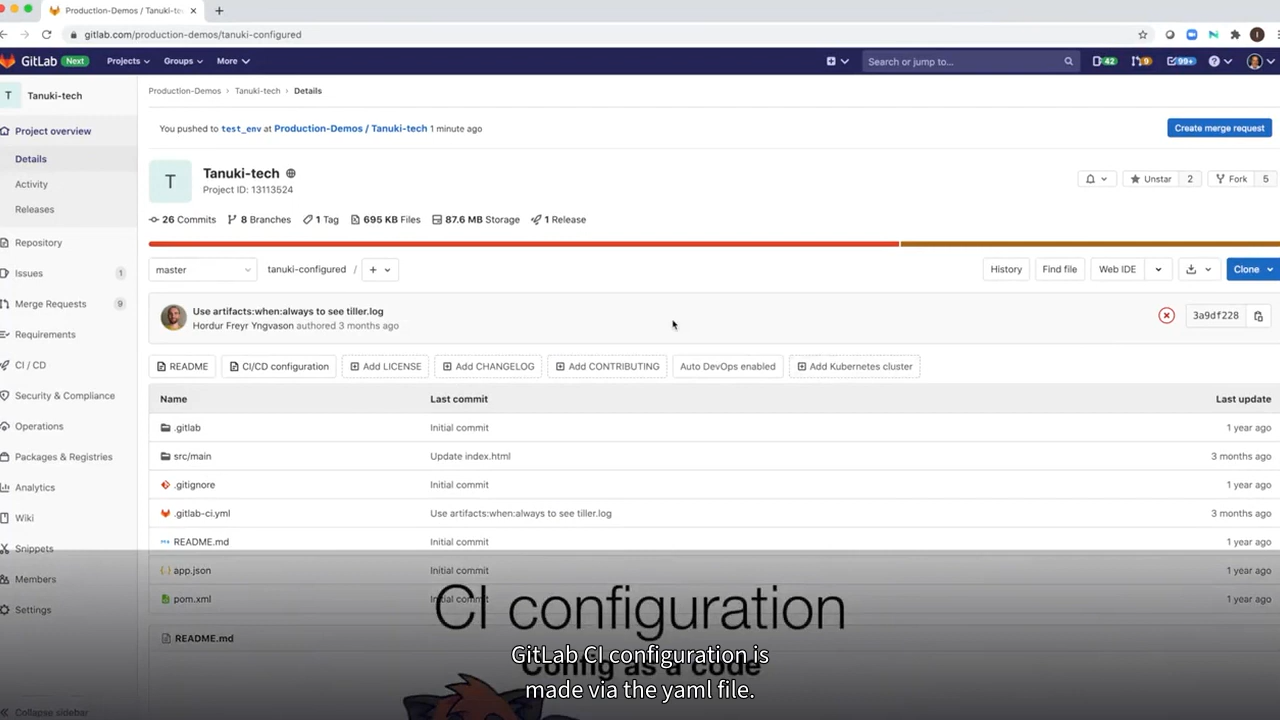 Production-Demos / Tanuki-te
gitlab.com/production-demos/tanuki-configured
GitLab Next Projects Groups More Search or jump to... 42 9 99+
T Tanuki-tech
Project overview
Details
Activity
Releases
Repository
Issues 1
Merge Requests 9
Requirements
CI / CD
Security & Compliance
Operations
Packages & Registries
Analytics
Wiki
Snippets
Members
Settings
Collapse sidebar
Production-Demos > Tanuki-tech > Details
You pushed to test_env at Production-Demos / Tanuki-tech 1 minute ago Create merge request
T
Tanuki-tech
Project ID: 13113524
Unstar 2 Fork 5
26 Commits 8 Branches 1 Tag 695 KB Files 87.6 MB Storage 1 Release
master tanuki-configured / + History Find file Web IDE Clone
Use artifacts:when:always to see tiller.log
Hordur Freyr Yngvason authored 3 months ago
3a9df228
README CI/CD configuration Add LICENSE Add CHANGELOG Add CONTRIBUTING Auto DevOps enabled Add Kubernetes cluster
Name Last commit Last update
.gitlab Initial commit 1 year ago
src/main Update index.html 3 months ago
.gitignore Initial commit 1 year ago
.gitlab-ci.yml Use artifacts:when:always to see tiller.log 3 months ago
README.md Initial commit 1 year ago
app.json Initial commit 1 year ago
pom.xml Initial commit 1 year ago
README.md
CI configuration
Config as a code
GitLab CI configuration is
made via the yaml file.